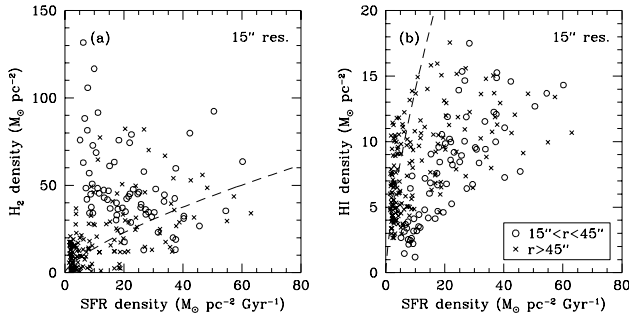 (a) 15″ res.
H₂ density (M⊙ pc⁻²)
150
100
50
0
0 20 40 60 80
SFR density (M⊙ pc⁻² Gyr⁻¹)
(b) 15″ res.
HI density (M⊙ pc⁻²)
20
15
10
5
0
0 20 40 60 80
SFR density (M⊙ pc⁻² Gyr⁻¹)
15″<r<45″
r>45″